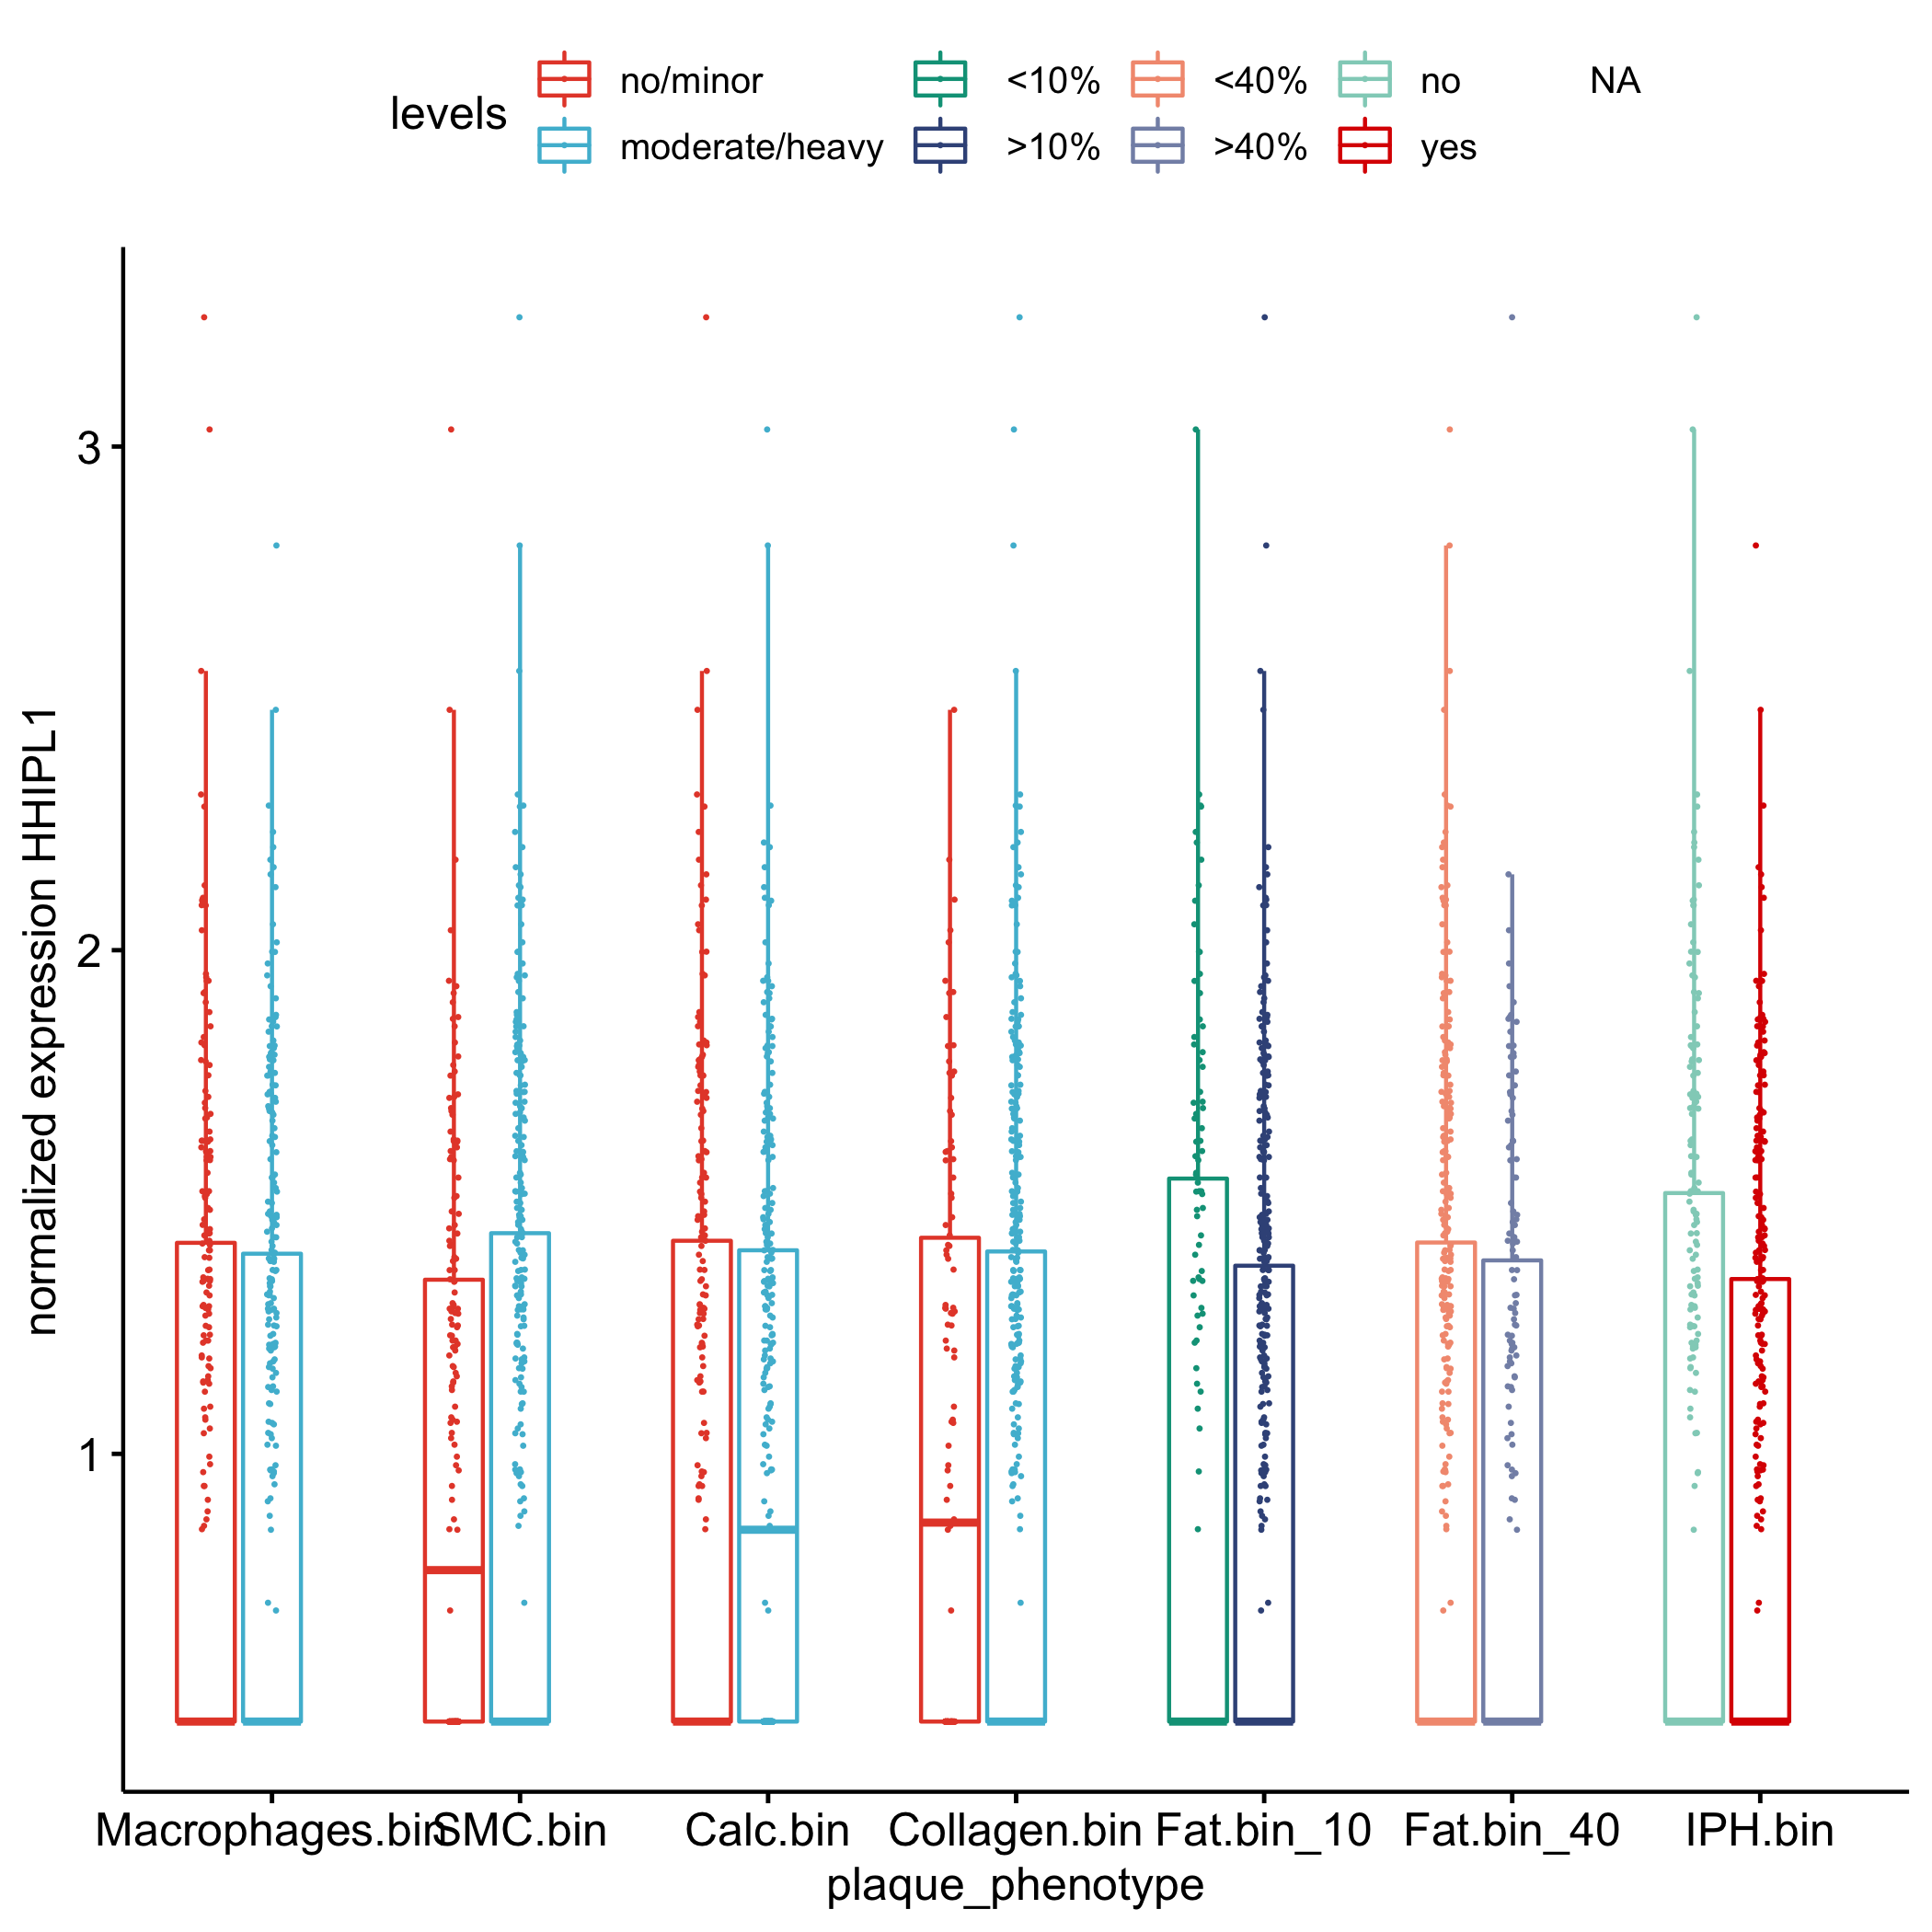 levels
no/minor <10% <40% no NA
moderate/heavy >10% >40% yes
normalized expression HHIPL1
3
2
1
Macrophages.bin SMC.bin Calc.bin Collagen.bin Fat.bin_10 Fat.bin_40 IPH.bin
plaque_phenotype